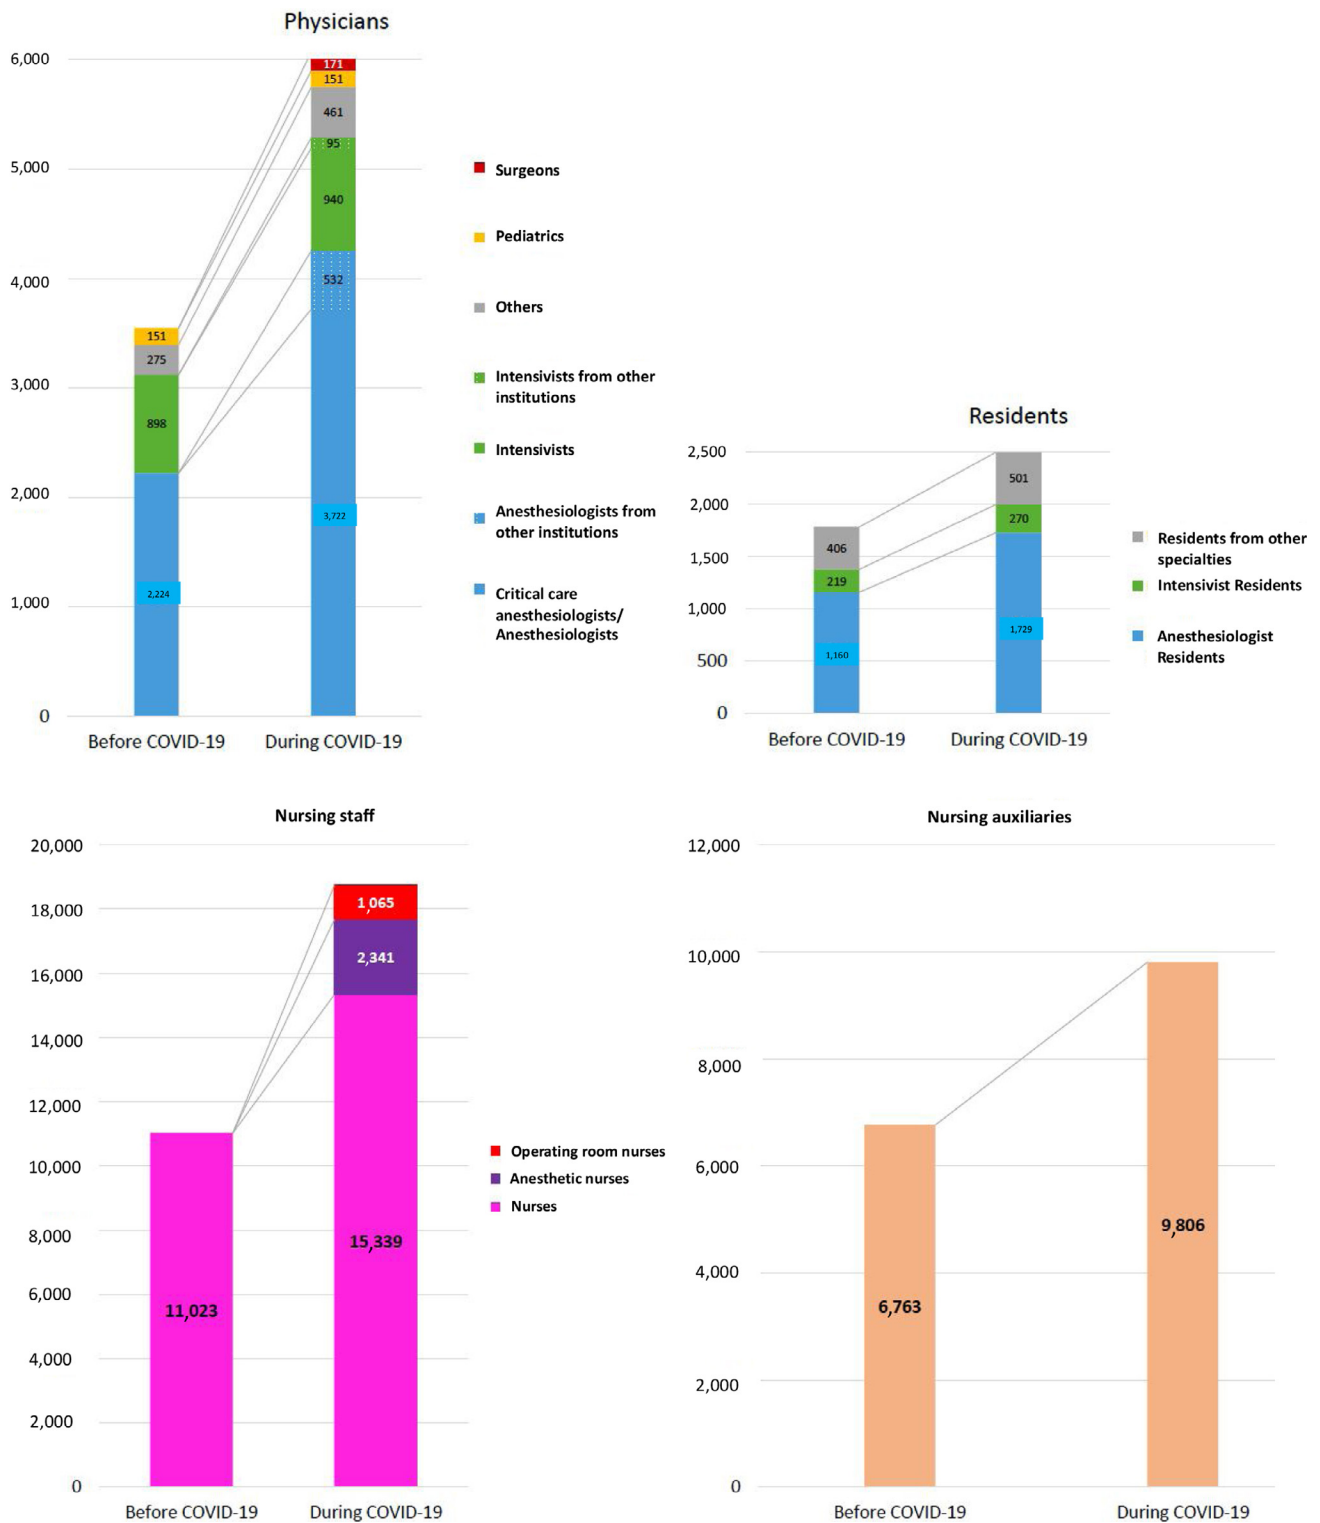 Physicians
6,000
5,000
4,000
3,000
2,000
1,000
0
151
275
898
2,224
171
151
461
95
940
532
3,722
Before COVID-19
During COVID-19
Surgeons
Pediatrics
Others
Intensivists from other
institutions
Intensivists
Anesthesiologists from
other institutions
Critical care
anesthesiologists/
Anesthesiologists
Residents
2,500
2,000
1,500
1,000
500
0
406
219
1,160
501
270
1,729
Before COVID-19
During COVID-19
Residents from other
specialties
Intensivist Residents
Anesthesiologist
Residents
Nursing staff
20,000
18,000
16,000
14,000
12,000
10,000
8,000
6,000
4,000
2,000
0
11,023
1,065
2,341
15,339
Before COVID-19
During COVID-19
Operating room nurses
Anesthetic nurses
Nurses
Nursing auxiliaries
12,000
10,000
8,000
6,000
4,000
2,000
0
6,763
9,806
Before COVID-19
During COVID-19